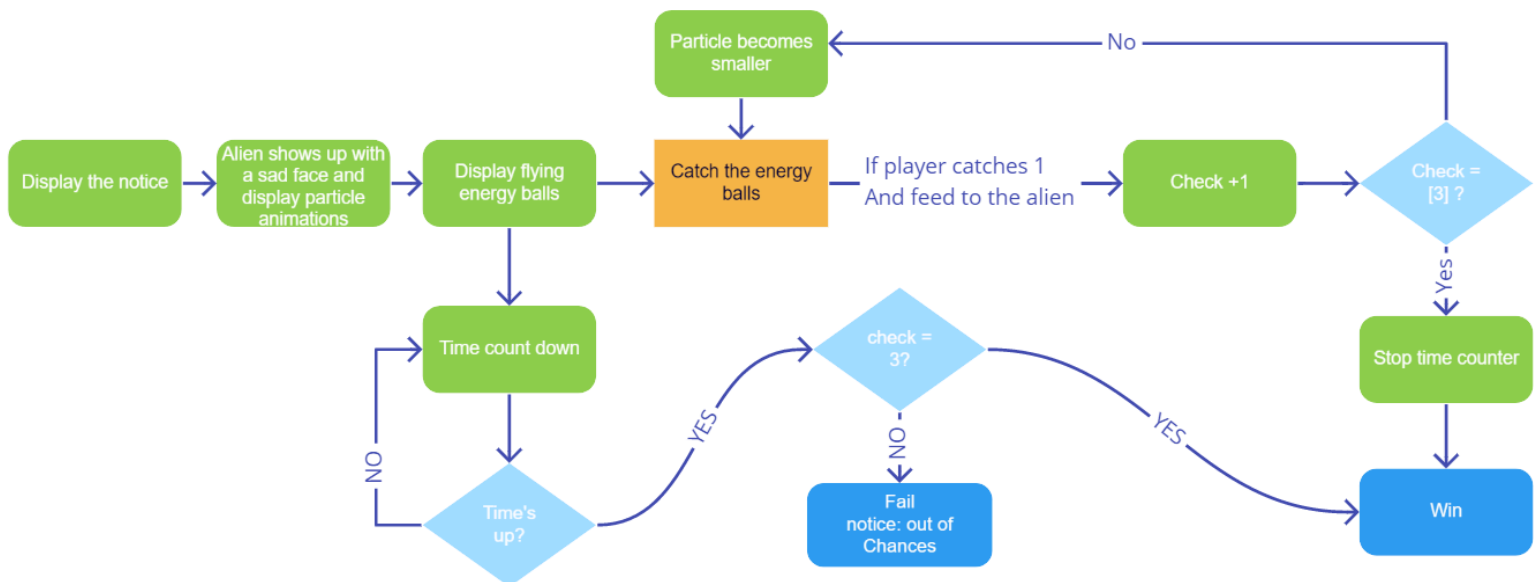 Particle becomes
smaller
No
Display the notice
Alien shows up with
a sad face and
display particle
animations
Display flying
energy balls
Catch the energy
balls
If player catches 1
And feed to the alien
Check +1
Check =
[3] ?
Yes
Time count down
check =
3?
Stop time counter
NO
YES
NO
YES
Time's
up?
Fail
notice: out of
Chances
Win